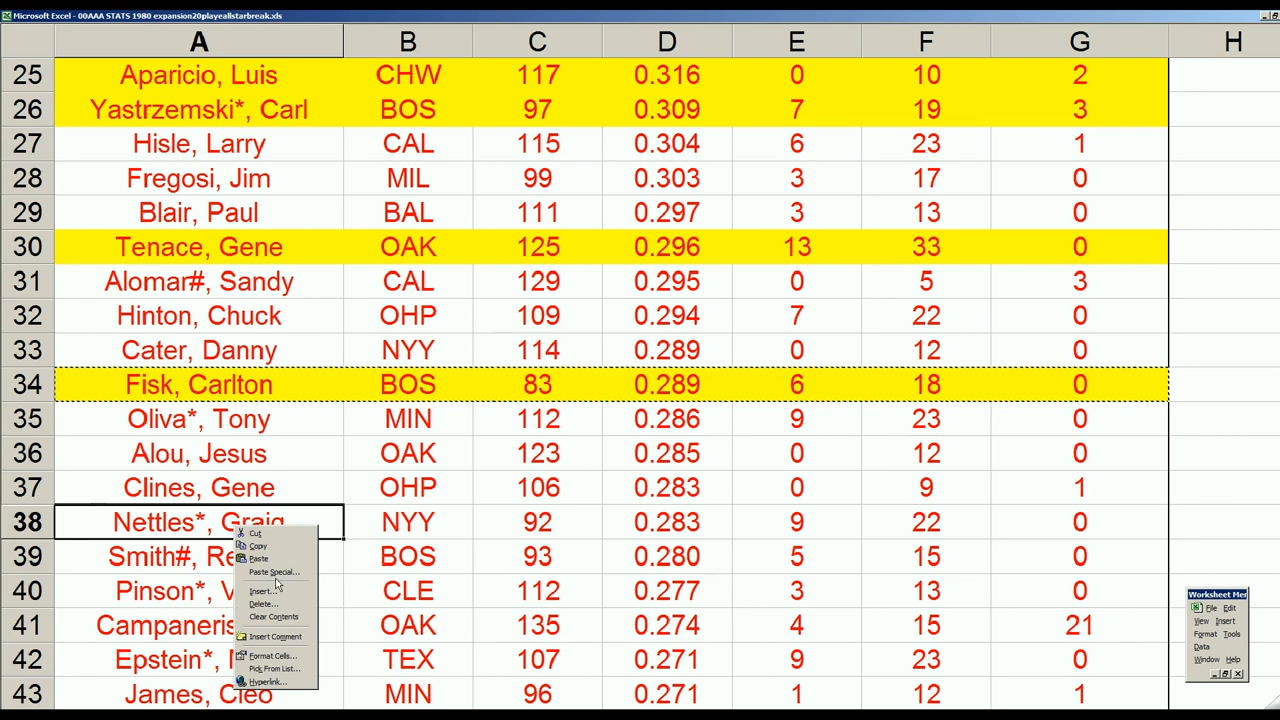 Microsoft Excel - 00AAA STATS 1980 expansion20playeallstarbreak.xls
A B C D E F G H
25 Aparicio, Luis CHW 117 0.316 0 10 2
26 Yastrzemski*, Carl BOS 97 0.309 7 19 3
27 Hisle, Larry CAL 115 0.304 6 23 1
28 Fregosi, Jim MIL 99 0.303 3 17 0
29 Blair, Paul BAL 111 0.297 3 13 0
30 Tenace, Gene OAK 125 0.296 13 33 0
31 Alomar#, Sandy CAL 129 0.295 0 5 3
32 Hinton, Chuck OHP 109 0.294 7 22 0
33 Cater, Danny NYY 114 0.289 0 12 0
34 Fisk, Carlton BOS 83 0.289 6 18 0
35 Oliva*, Tony MIN 112 0.286 9 23 0
36 Alou, Jesus OAK 123 0.285 0 12 0
37 Clines, Gene OHP 106 0.283 0 9 1
38 Nettles*, Graig NYY 92 0.283 9 22 0
39 Smith#, Re BOS 93 0.280 5 15 0
40 Pinson*, V CLE 112 0.277 3 13 0
41 Campaneris OAK 135 0.274 4 15 21
42 Epstein*, TEX 107 0.271 9 23 0
43 James, Cleo MIN 96 0.271 1 12 1
Cut
Copy
Paste
Paste Special...
Insert...
Delete...
Clear Contents
Insert Comment
Format Cells...
Pick From List...
Hyperlink...
Worksheet Mer
File Edit
View Insert
Format Tools
Data
Window Help